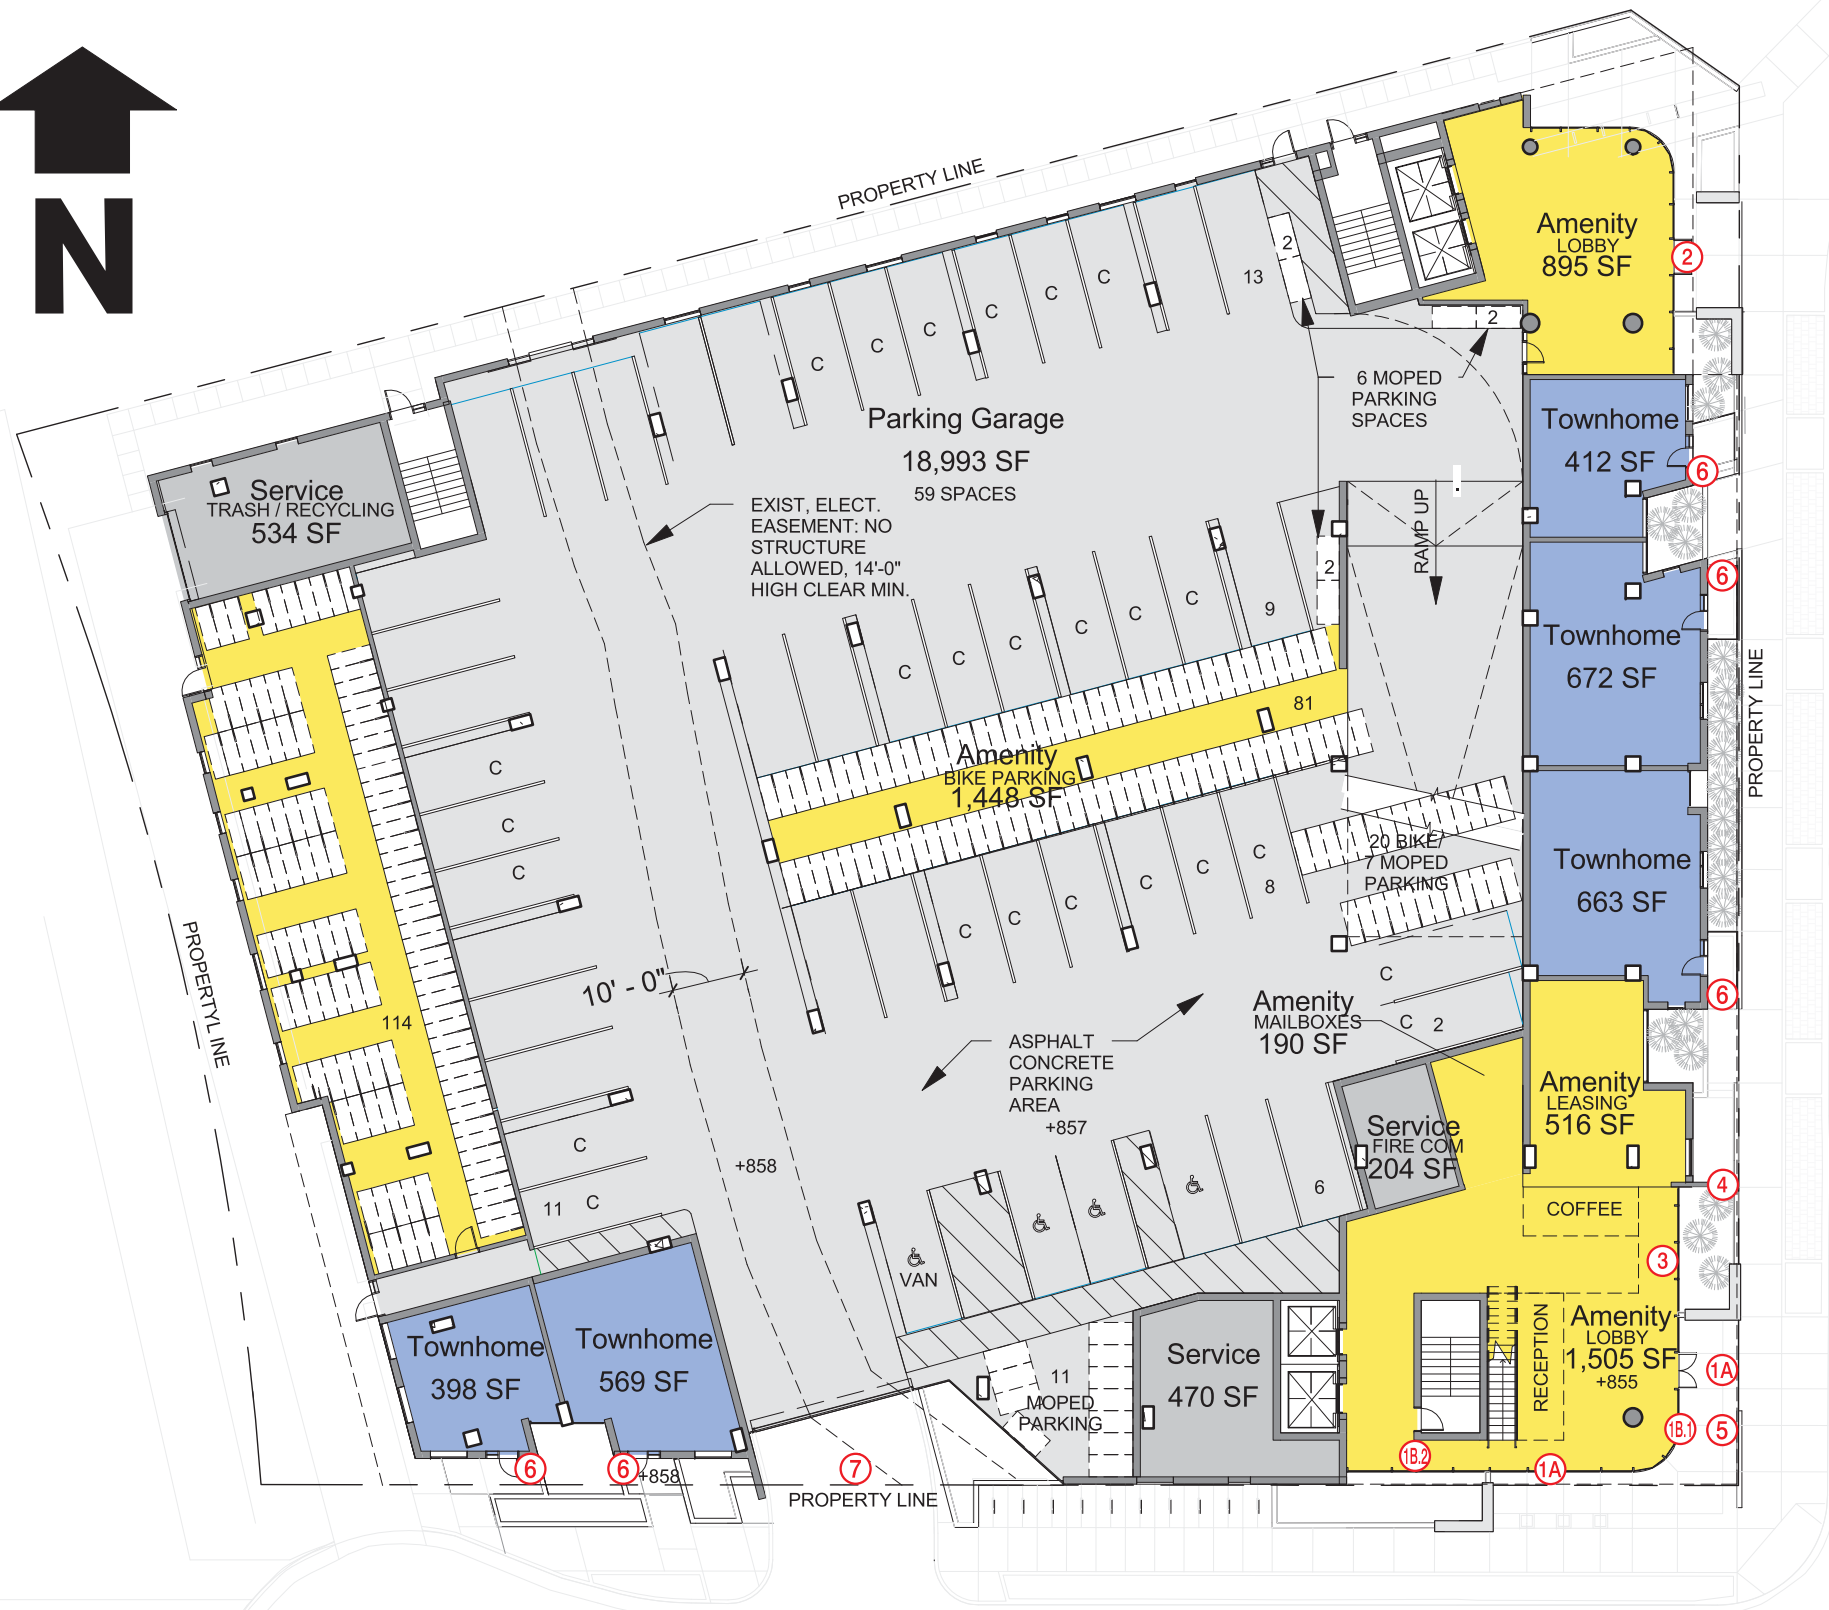 N
PROPERTY LINE
Amenity
LOBBY
895 SF
2
2
13
C
C
C
C
C
C
C
2
6 MOPED
PARKING
SPACES
Parking Garage
18,993 SF
59 SPACES
Townhome
412 SF
6
Service
TRASH / RECYCLING
534 SF
EXIST, ELECT.
EASEMENT: NO
STRUCTURE
ALLOWED, 14'-0"
HIGH CLEAR MIN.
RAMP UP
2
6
9
C
C
C
C
C
C
Townhome
672 SF
PROPERTY LINE
81
Amenity
BIKE PARKING
1,448 SF
C
C
C
20 BIKE/
7 MOPED
PARKING
Townhome
663 SF
C
8
C
C
C
C
C
PROPERTYLINE
10' - 0"
C
C 2
6
Amenity
MAILBOXES
190 SF
114
ASPHALT
CONCRETE
PARKING
AREA
+857
Amenity
LEASING
516 SF
Service
FIRE COM
204 SF
C
+858
11 C
6
4
COFFEE
VAN
3
Amenity
LOBBY
1,505 SF
+855
RECEPTION
Townhome
398 SF
Townhome
569 SF
Service
470 SF
11
MOPED
PARKING
1A
1B.1
5
1B.2
1A
6
6
+858
7
PROPERTY LINE